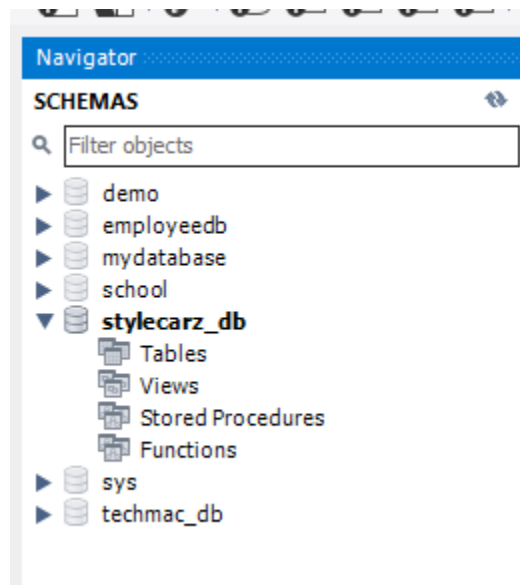 Navigator
SCHEMAS
Filter objects
demo
employeedb
mydatabase
school
stylecarz_db
Tables
Views
Stored Procedures
Functions
sys
techmac_db